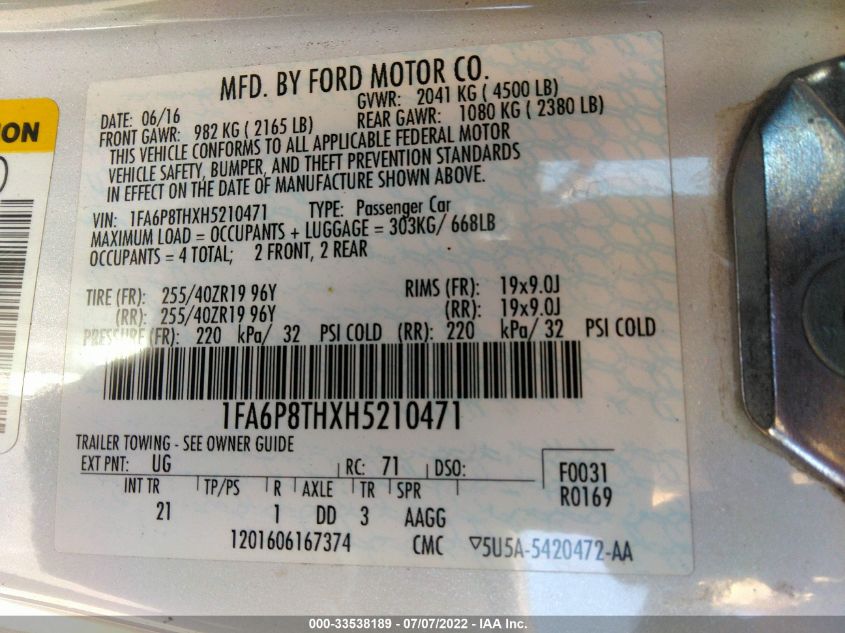 MFD. BY FORD MOTOR CO.
DATE: 06/16 GVWR: 2041 KG ( 4500 LB)
FRONT GAWR: 982 KG ( 2165 LB) REAR GAWR: 1080 KG ( 2380 LB)
THIS VEHICLE CONFORMS TO ALL APPLICABLE FEDERAL MOTOR
VEHICLE SAFETY, BUMPER, AND THEFT PREVENTION STANDARDS
IN EFFECT ON THE DATE OF MANUFACTURE SHOWN ABOVE.
VIN: 1FA6P8THXH5210471 TYPE: Passenger Car
MAXIMUM LOAD = OCCUPANTS + LUGGAGE = 303KG/ 668LB
OCCUPANTS = 4 TOTAL; 2 FRONT, 2 REAR
TIRE (FR): 255/40ZR19 96Y RIMS (FR): 19x9.0J
(RR): 255/40ZR19 96Y (RR): 19x9.0J
PRESSURE (FR): 220 kPa/ 32 PSI COLD (RR): 220 kPa/ 32 PSI COLD
1FA6P8THXH5210471
TRAILER TOWING - SEE OWNER GUIDE
EXT PNT: UG RC: 71 DSO: F0031
INT TR TP/PS R AXLE TR SPR R0169
21 1 DD 3 AAGG
1201606167374 CMC ▽5U5A-5420472-AA
000-33538189 - 07/07/2022 - IAA Inc.